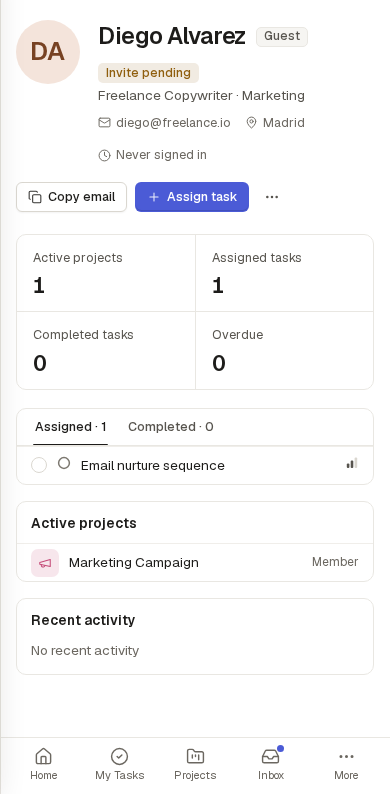 DA
Diego Alvarez Guest
Invite pending
Freelance Copywriter · Marketing
diego@freelance.io Madrid
Never signed in
Copy email Assign task
Active projects Assigned tasks
1 1
Completed tasks Overdue
0 0
Assigned · 1 Completed · 0
Email nurture sequence
Active projects
Marketing Campaign Member
Recent activity
No recent activity
Home My Tasks Projects Inbox More